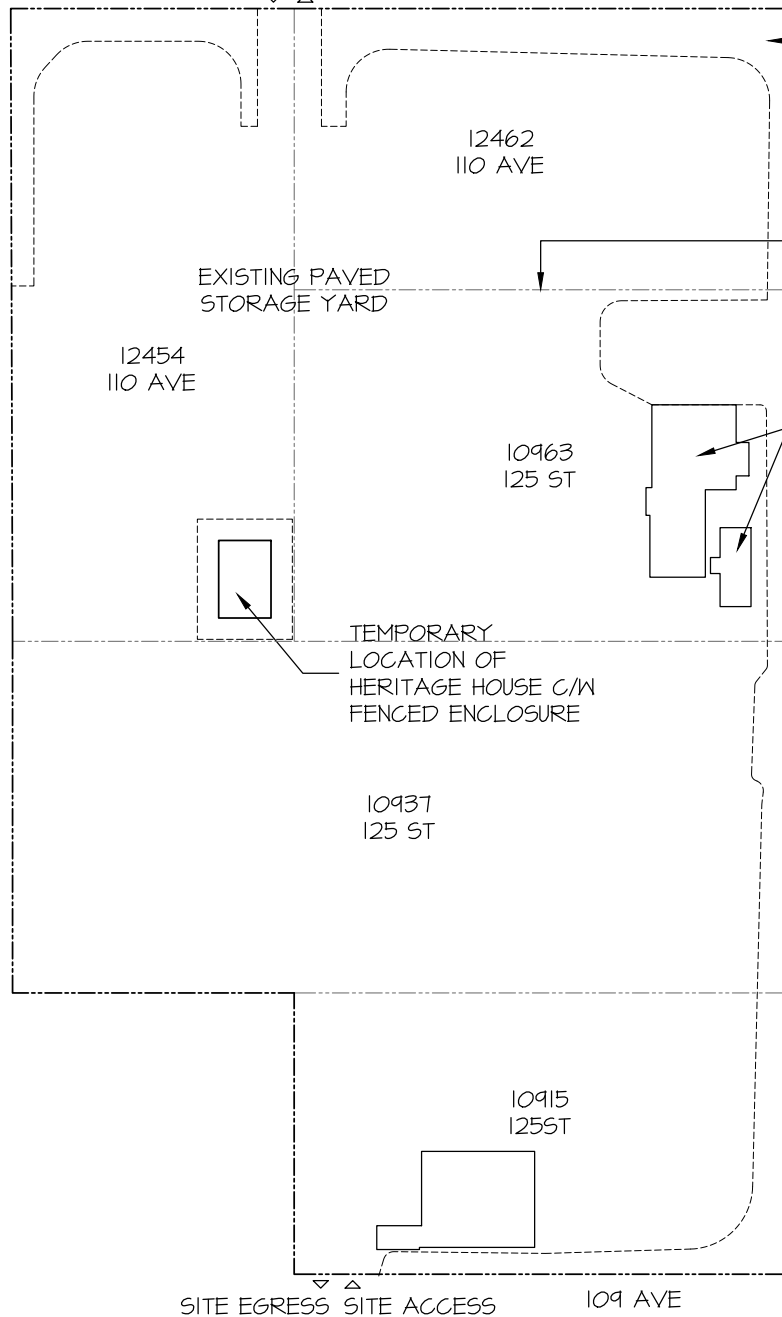 12462
110 AVE
EXISTING PAVED
STORAGE YARD
12454
110 AVE
10963
125 ST
TEMPORARY
LOCATION OF
HERITAGE HOUSE C/W
FENCED ENCLOSURE
10937
125 ST
10915
125ST
SITE EGRESS SITE ACCESS
109 AVE